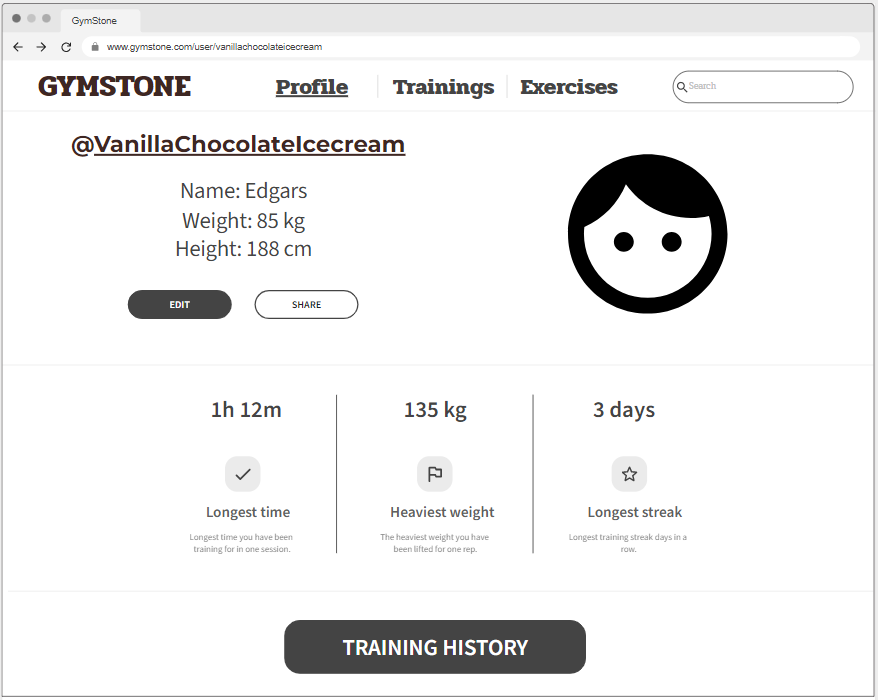 GymStone
www.gymstone.com/user/vanillachocolateicecream
GYMSTONE
Profile
Trainings
Exercises
Search
@VanillaChocolateIcecream
Name: Edgars
Weight: 85 kg
Height: 188 cm
EDIT
SHARE
1h 12m
Longest time
Longest time you have been
training for in one session.
135 kg
Heaviest weight
The heaviest weight you have
been lifted for one rep.
3 days
Longest streak
Longest training streak days in a
row.
TRAINING HISTORY